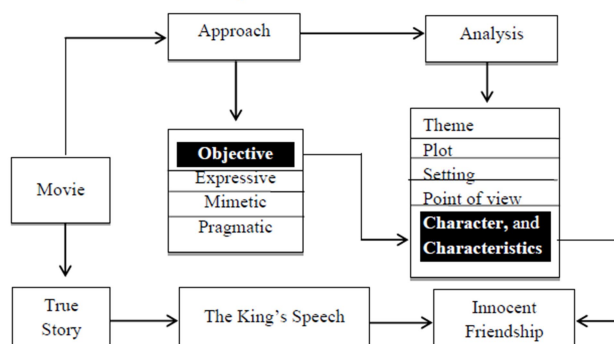 Approach
Analysis
Movie
Objective
Expressive
Mimetic
Pragmatic
Theme
Plot
Setting
Point of view
Character, and
Characteristics
True
Story
The King's Speech
Innocent
Friendship